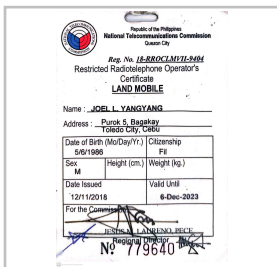 Republic of the Philippines
National Telecommunications Commission
Quezon City
Reg. No. 18-RROCLMVII-9404
Restricted Radiotelephone Operator's
Certificate
LAND MOBILE
Name : JOEL L. YANGYANG
Address : Purok 5, Bagakay
Toledo City, Cebu
Date of Birth (Mo/Day/Yr.) Citizenship
5/6/1986 Fil
Sex Height (cm.) Weight (kg.)
M
Date Issued Valid Until
12/11/2018 6-Dec-2023
For the Commission
JESUS M. LAURENO, PECE
Regional Director
Nº 779640